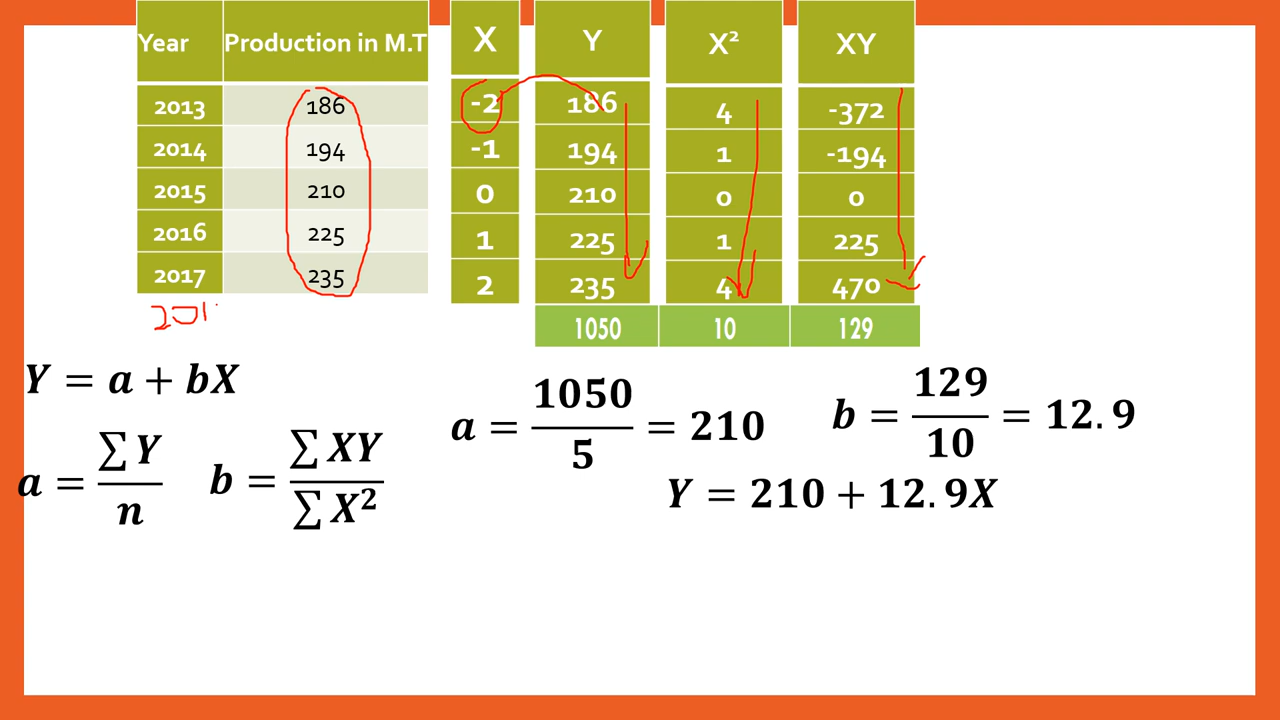 Year Production in M.T X Y X² XY
2013 186 -2 186 4 -372
2014 194 -1 194 1 -194
2015 210 0 210 0 0
2016 225 1 225 1 225
2017 235 2 235 4 470
201
1050 10 129
Y = a + bX
a = ∑Y/n b = ∑XY/∑X²
a = 1050/5 = 210 b = 129/10 = 12.9
Y = 210 + 12.9X